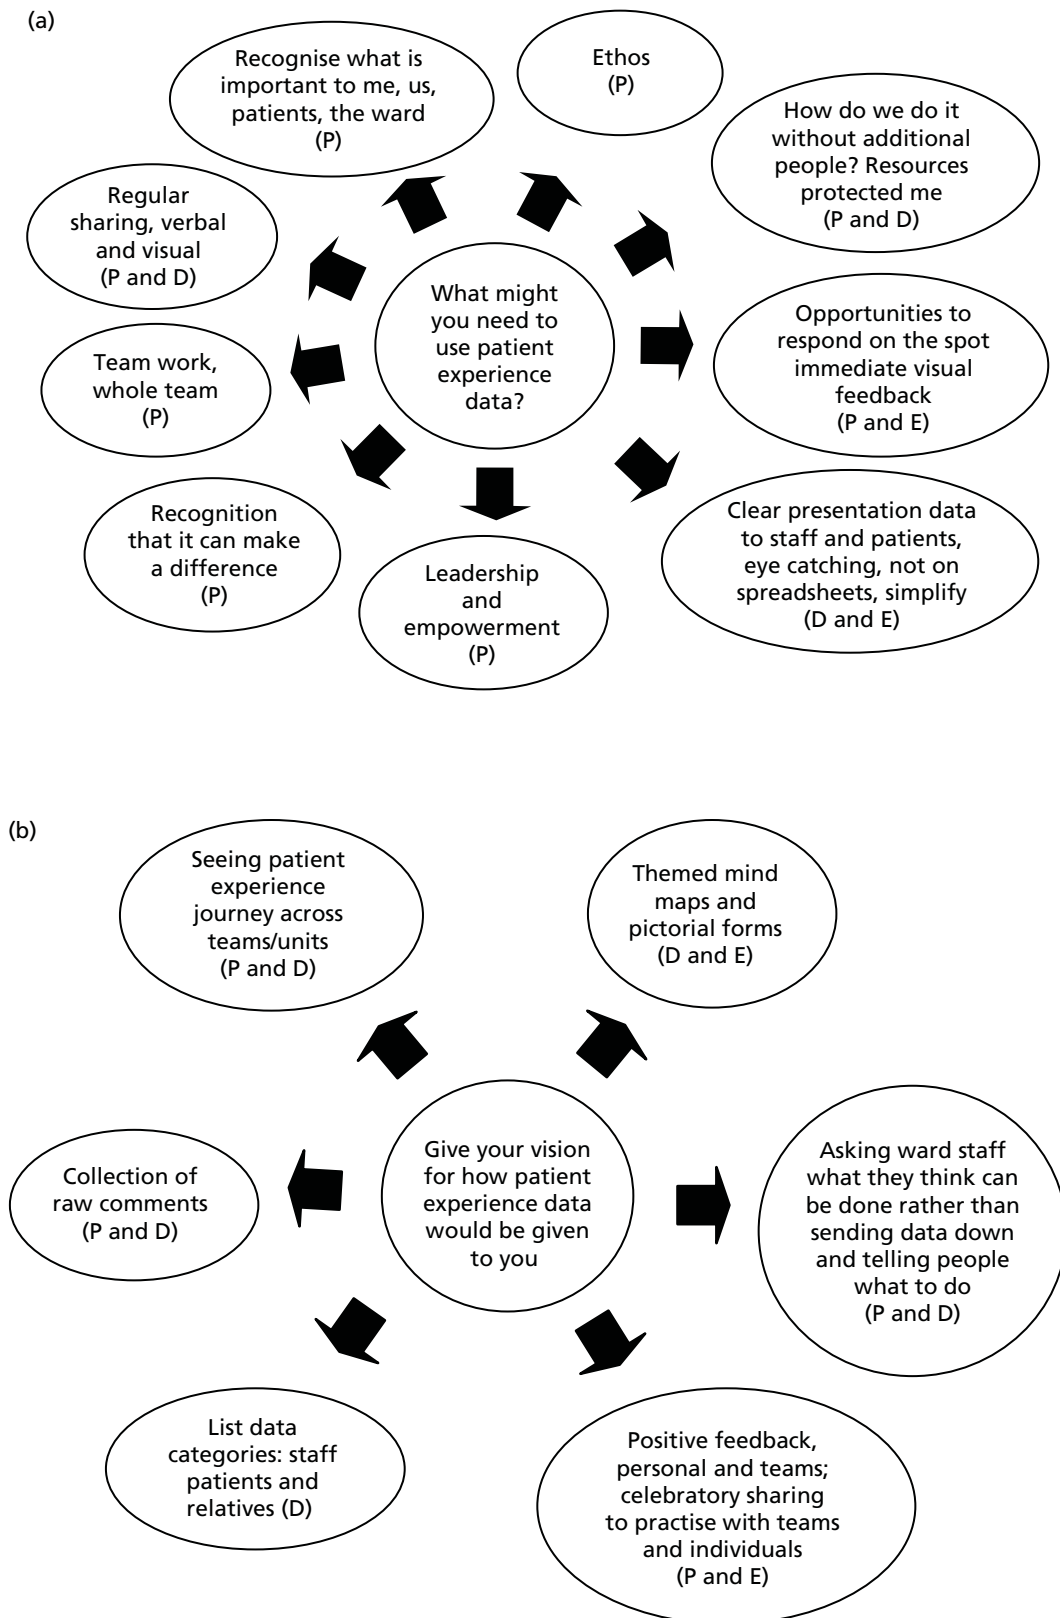 (a)
Recognise what is
important to me, us,
patients, the ward
(P)
Ethos
(P)
How do we do it
without additional
people? Resources
protected me
(P and D)
Regular
sharing, verbal
and visual
(P and D)
What might
you need to
use patient
experience
data?
Opportunities to
respond on the spot
immediate visual
feedback
(P and E)
Team work,
whole team
(P)
Recognition
that it can make
a difference
(P)
Leadership
and
empowerment
(P)
Clear presentation data
to staff and patients,
eye catching, not on
spreadsheets, simplify
(D and E)
(b)
Seeing patient
experience
journey across
teams/units
(P and D)
Themed mind
maps and
pictorial forms
(D and E)
Collection of
raw comments
(P and D)
Give your vision
for how patient
experience data
would be given
to you
Asking ward staff
what they think can
be done rather than
sending data down
and telling people
what to do
(P and D)
List data
categories: staff
patients and
relatives (D)
Positive feedback,
personal and teams;
celebratory sharing
to practise with teams
and individuals
(P and E)